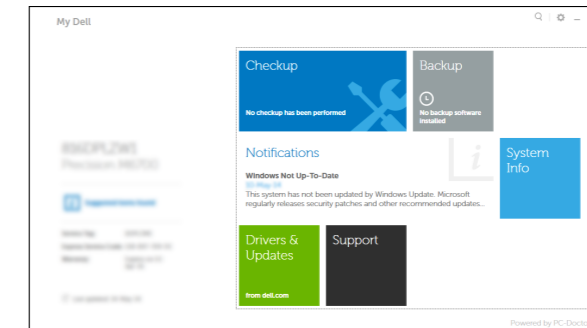 My Dell
Checkup
No checkup has been performed
Backup
No backup software
installed
Notifications
Windows Not Up-To-Date
This system has not been updated by Windows Update. Microsoft
regularly releases security patches and other recommended updates...
System
Info
Drivers &
Updates
from dell.com
Support
Powered by PC-Docto